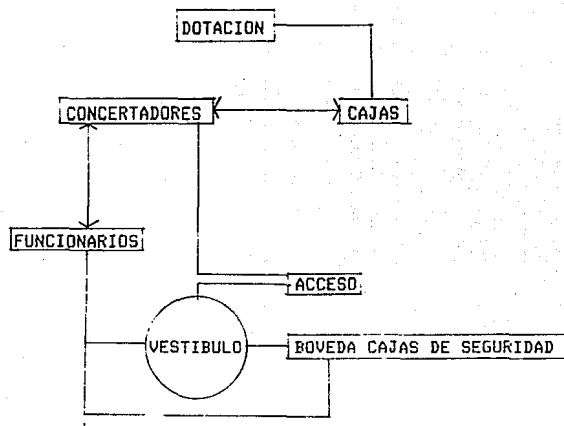 DOTACION
CONCERTADORES
CAJAS
FUNCIONARIOS
ACCESO
VESTIBULO
BOVEDA CAJAS DE SEGURIDAD